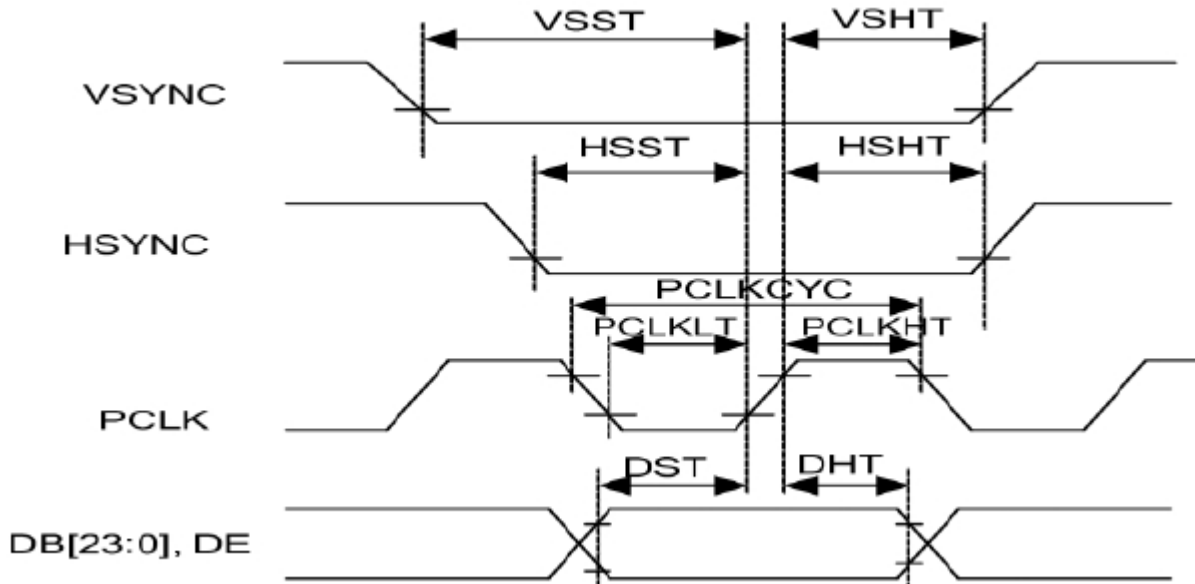 VSST VSHT
VSYNC
HSST HSHT
HSYNC
PCLKCYC
PCLKLT PCLKHT
PCLK
DST DHT
DB[23:0], DE